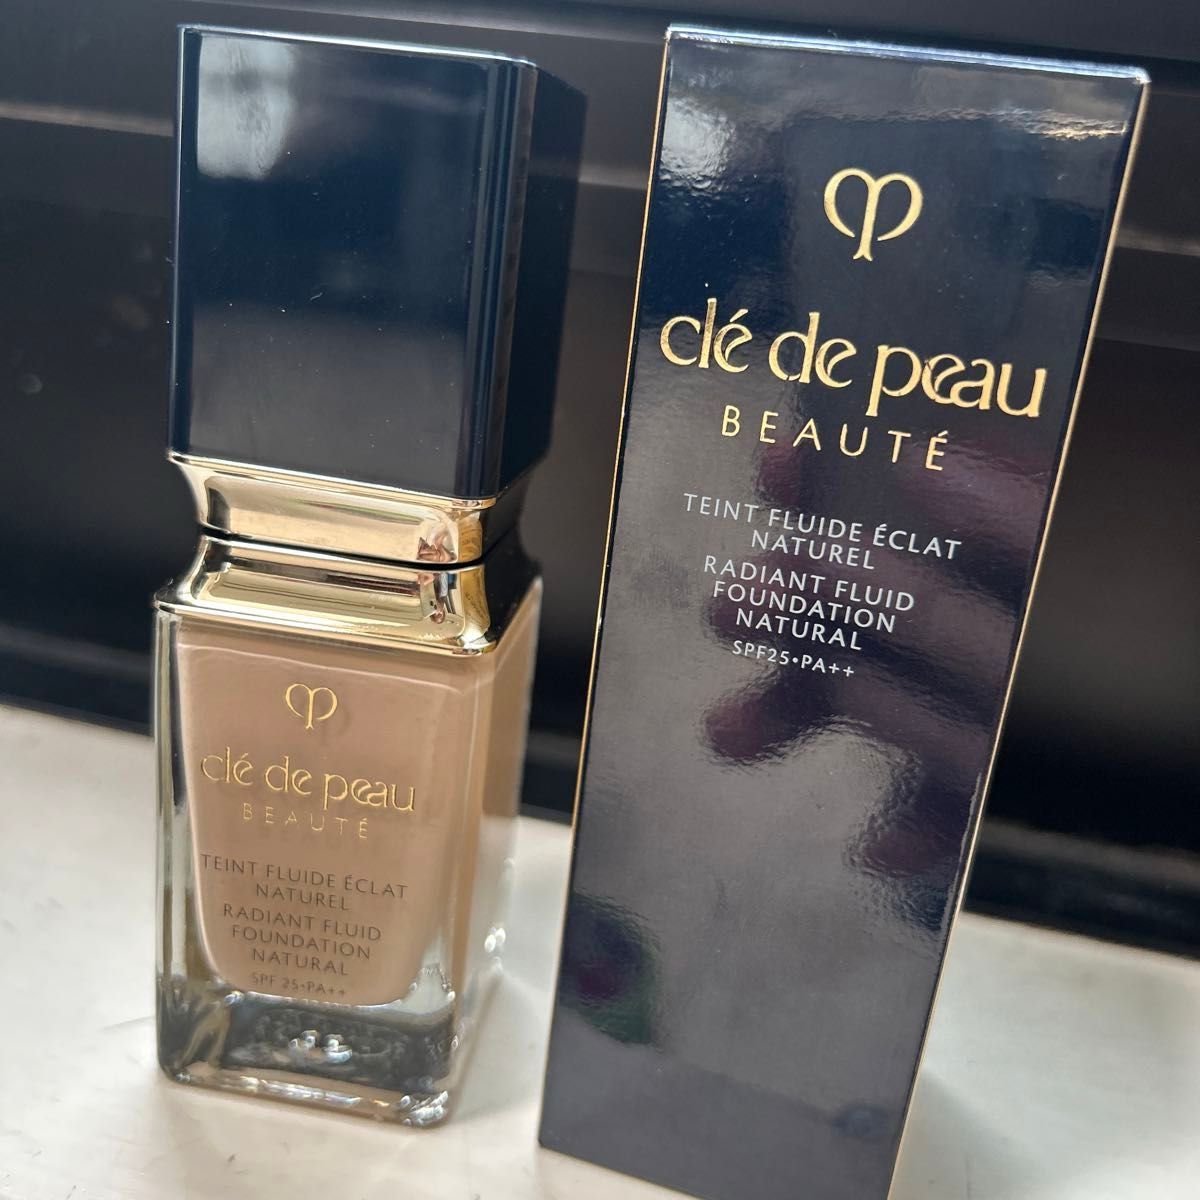 clé de peau
BEAUTÉ
TEINT FLUIDE ÉCLAT
NATUREL
RADIANT FLUID
FOUNDATION
NATURAL
SPF 25•PA++
clé de peau
BEAUTÉ
TEINT FLUIDE ÉCLAT
NATUREL
RADIANT FLUID
FOUNDATION
NATURAL
SPF25•PA++